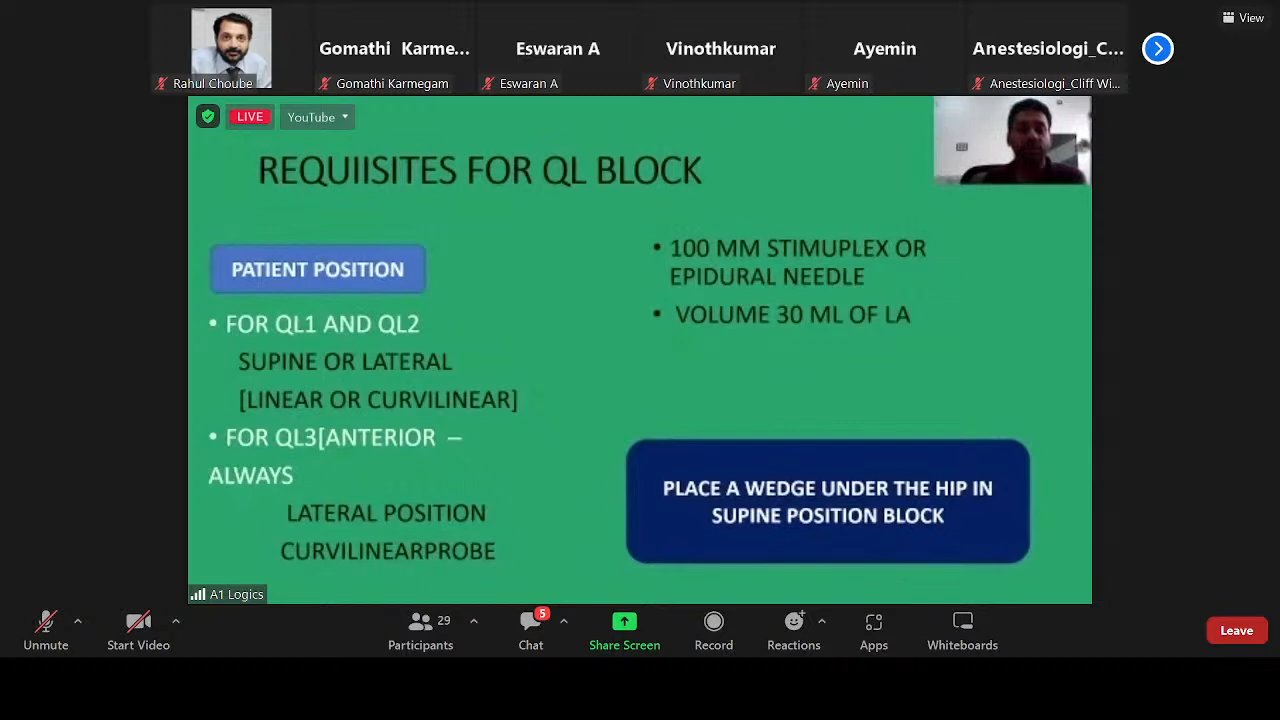 View
Gomathi Karme...
Eswaran A
Vinothkumar
Ayemin
Anestesiologi_C...
Rahul Choube
Gomathi Karmegam
Eswaran A
Vinothkumar
Ayemin
Anestesiologi_Cliff Wi...
LIVE
YouTube
REQUIISITES FOR QL BLOCK
PATIENT POSITION
• FOR QL1 AND QL2
SUPINE OR LATERAL
[LINEAR OR CURVILINEAR]
• FOR QL3[ANTERIOR –
ALWAYS
LATERAL POSITION
CURVILINEARPROBE
• 100 MM STIMUPLEX OR
EPIDURAL NEEDLE
• VOLUME 30 ML OF LA
PLACE A WEDGE UNDER THE HIP IN
SUPINE POSITION BLOCK
A1 Logics
Unmute
Start Video
Participants
29
Chat
5
Share Screen
Record
Reactions
Apps
Whiteboards
Leave